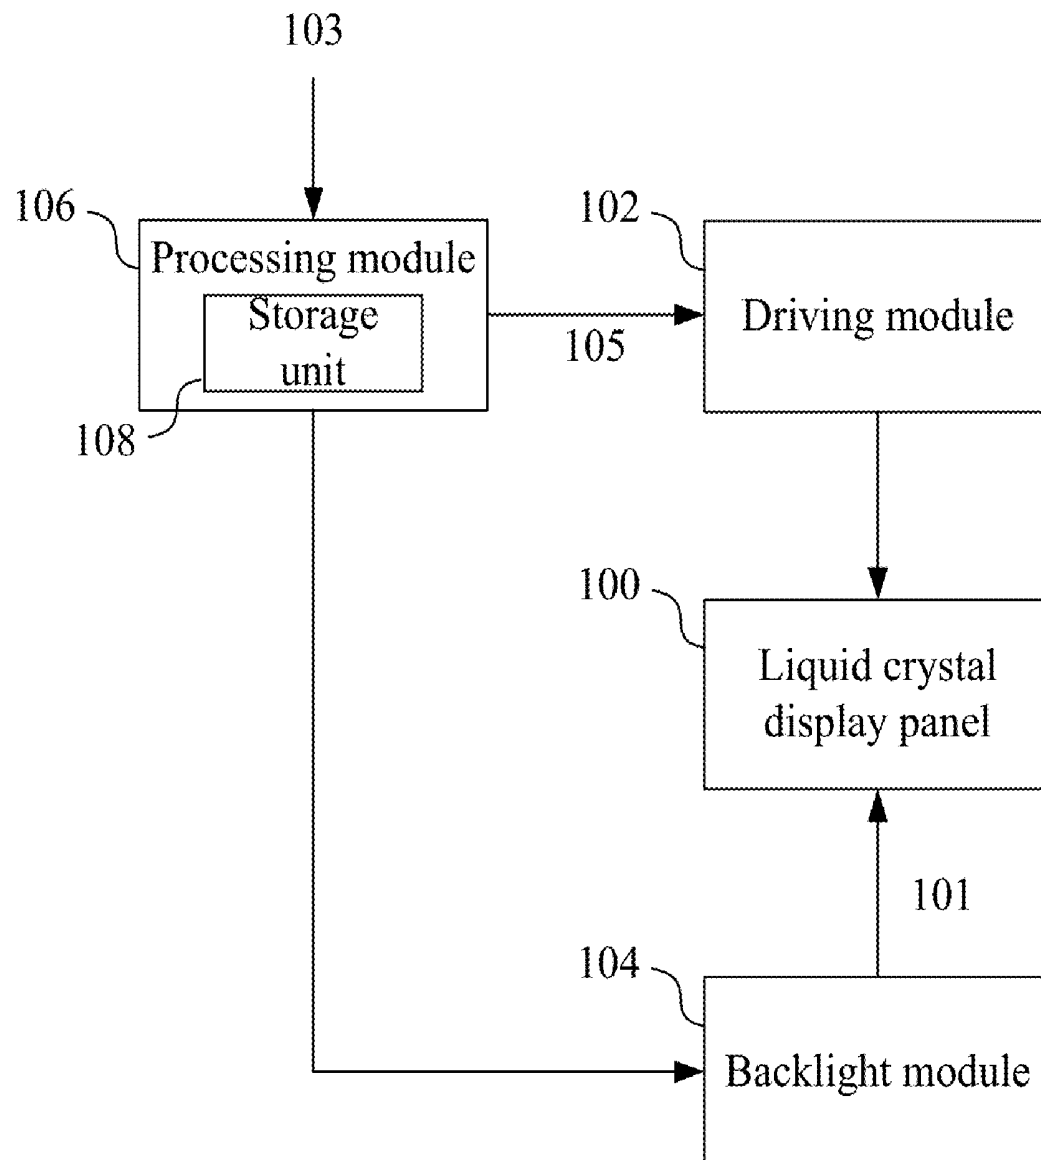 103
106
Processing module
Storage
unit
108
105
102
Driving module
100
Liquid crystal
display panel
101
104
Backlight module